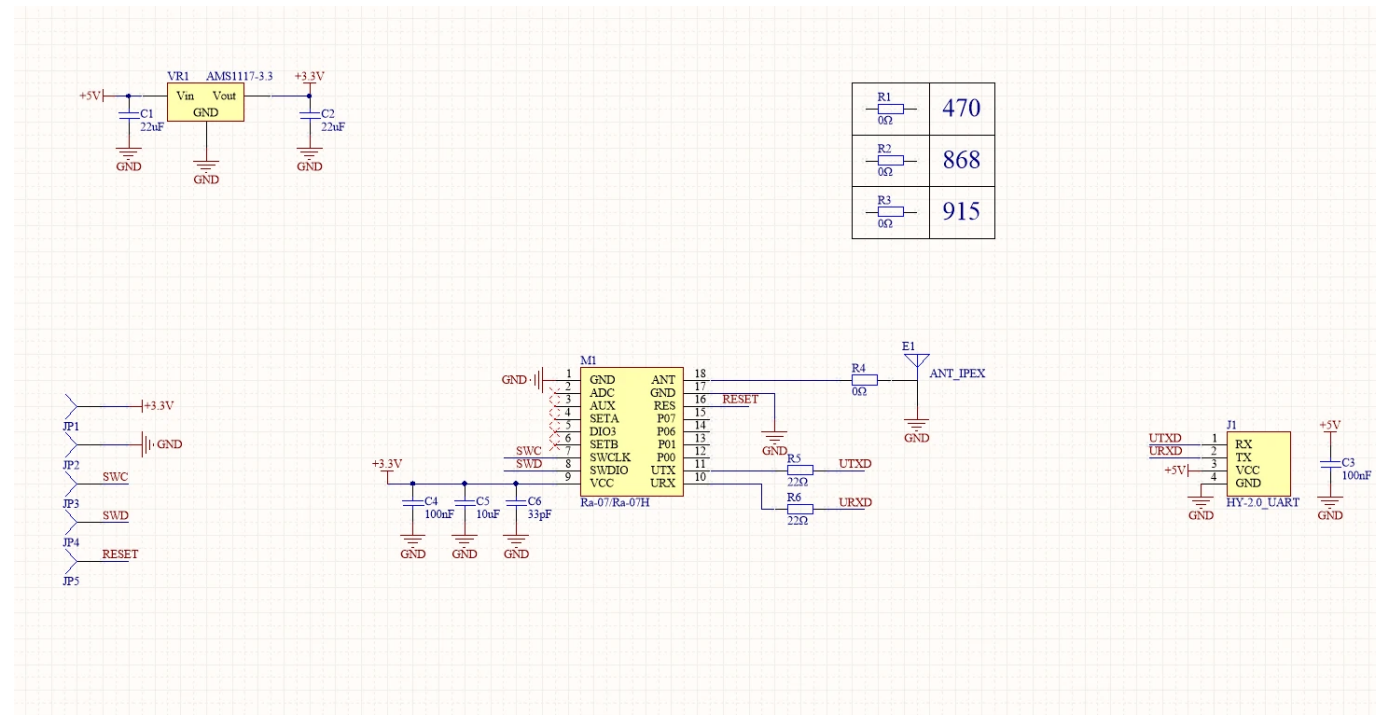 VR1 AMS1117-3.3 +3.3V
+5V Vin Vout
GND
C1
22uF
C2
22uF
GND
GND
GND
R1
0Ω
470
R2
0Ω
868
R3
0Ω
915
+3.3V
JP1
GND
JP2
SWC
JP3
SWD
JP4
RESET
JP5
M1
GND 1 GND ANT 18
2 ADC GND 17
3 AUX RES 16 RESET
4 SETA P07 15
5 DIO3 P06 14
6 SETB P01 13
SWC 7 SWCLK P00 12
SWD 8 SWDIO UTX 11
+3.3V 9 VCC URX 10
Ra-07/Ra-07H
C4
100nF
C5
10uF
C6
33pF
GND
GND
GND
R4
0Ω
E1
ANT_IPEX
GND
GND
R5
22Ω
UTXD
R6
22Ω
URXD
J1
UTXD 1 RX
URXD 2 TX
+5V 3 VCC
4 GND
GND
HY-2.0_UART
+5V
C3
100nF
GND